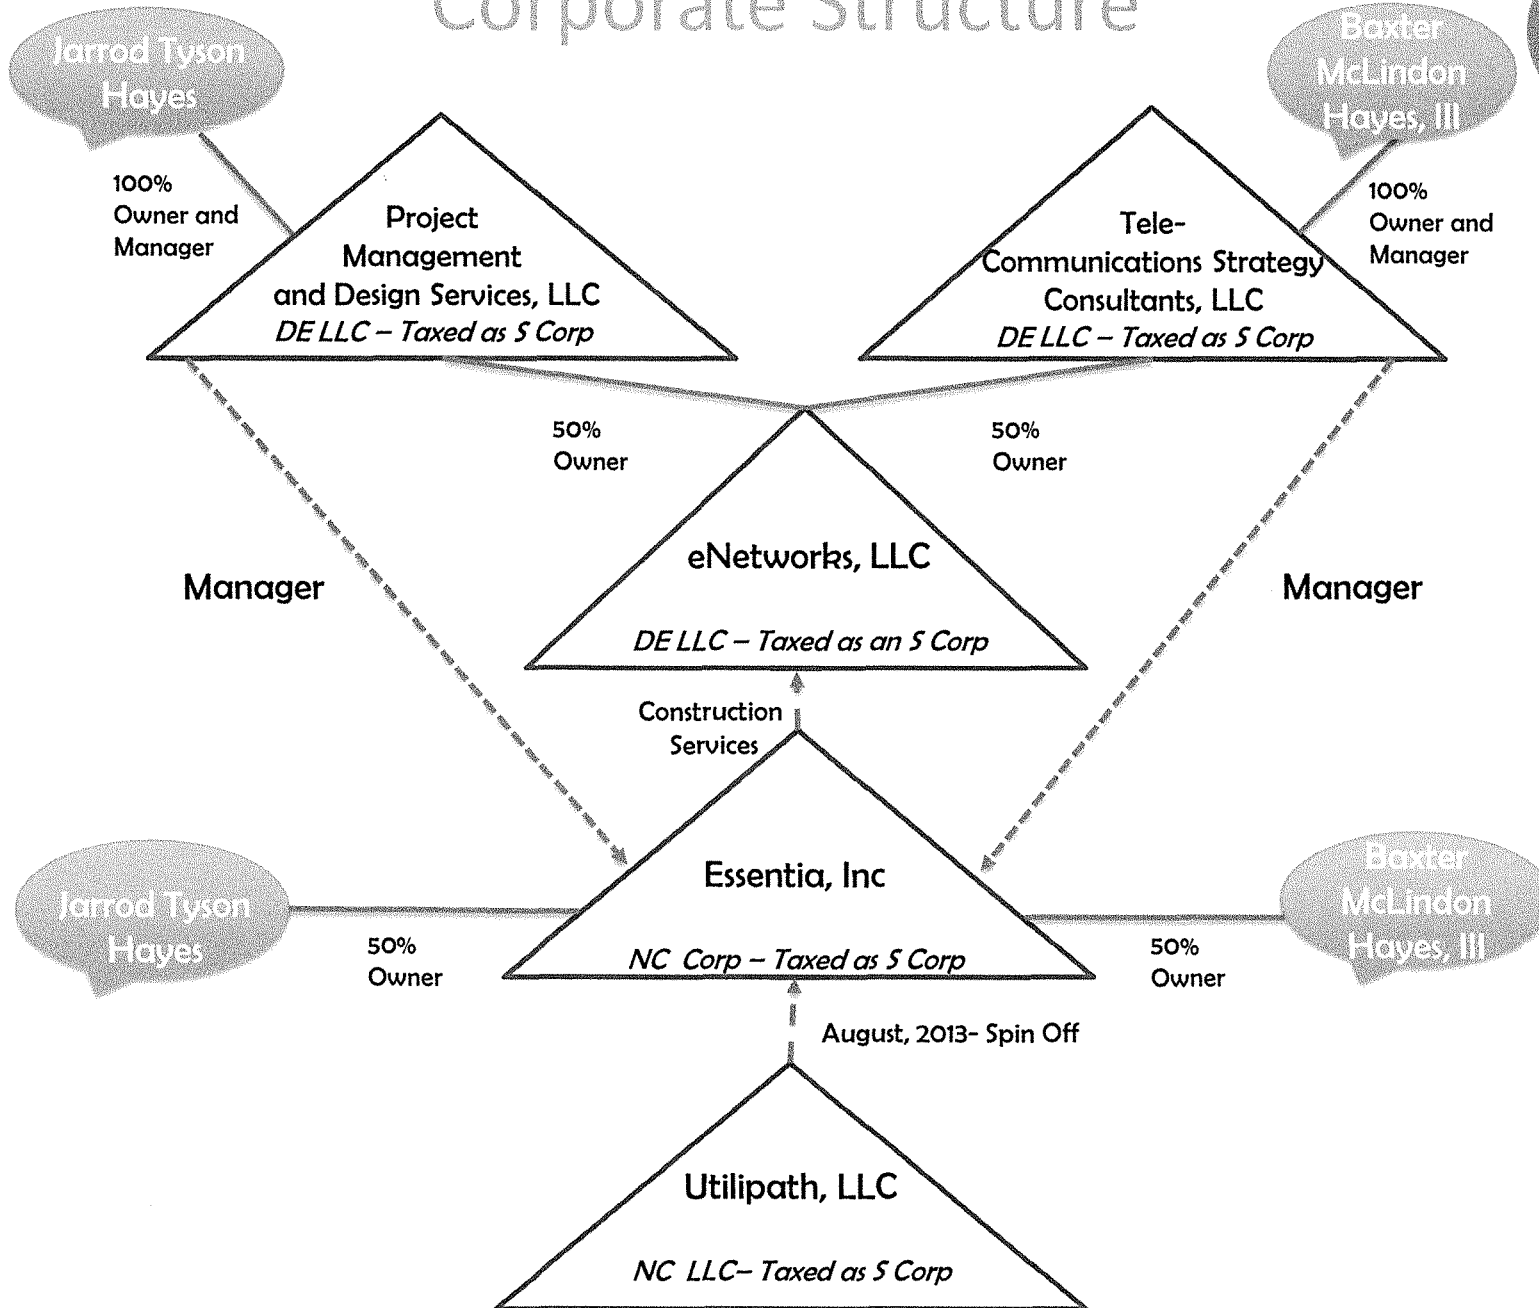 Corporate Structure
Jarrod Tyson
Hayes
Baxter
McLindon
Hayes, III
100%
Owner and
Manager
Project
Management
and Design Services, LLC
DE LLC – Taxed as S Corp
Tele-
Communications Strategy
Consultants, LLC
DE LLC – Taxed as S Corp
100%
Owner and
Manager
50%
Owner
50%
Owner
eNetworks, LLC
DE LLC – Taxed as an S Corp
Manager
Manager
Construction
Services
Essentia, Inc
NC Corp – Taxed as S Corp
Jarrod Tyson
Hayes
50%
Owner
Baxter
McLindon
Hayes, III
50%
Owner
August, 2013- Spin Off
Utilipath, LLC
NC LLC– Taxed as S Corp